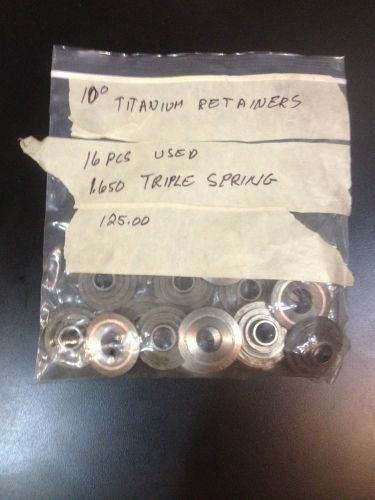 10° TITANIUM RETAINERS
16 PCS USED
1.650 TRIPLE SPRING
125.00